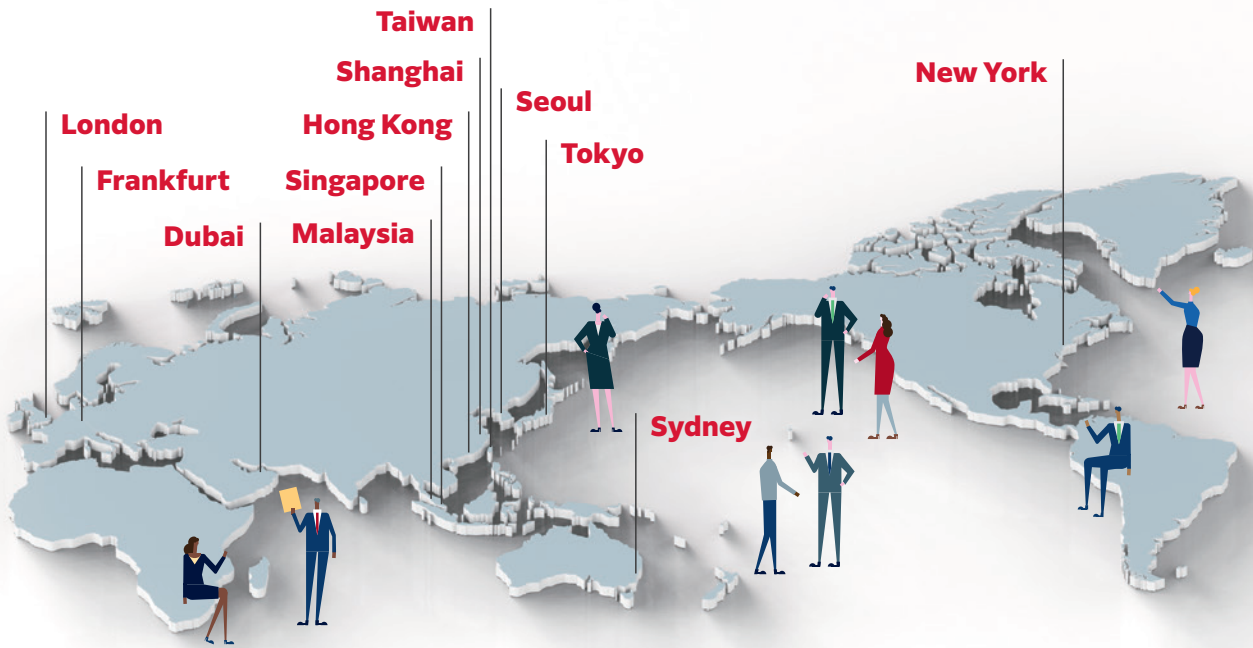 Taiwan
Shanghai
New York
Seoul
London
Hong Kong
Tokyo
Frankfurt
Singapore
Dubai
Malaysia
Sydney